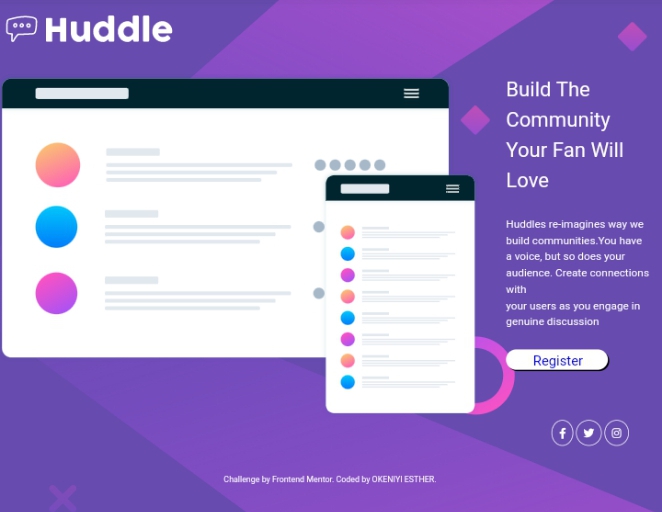 Huddle
Build The
Community
Your Fan Will
Love
Huddles re-imagines way we
build communities.You have
a voice, but so does your
audience. Create connections
with
your users as you engage in
genuine discussion
Register
Challenge by Frontend Mentor. Coded by OKENIYI ESTHER.